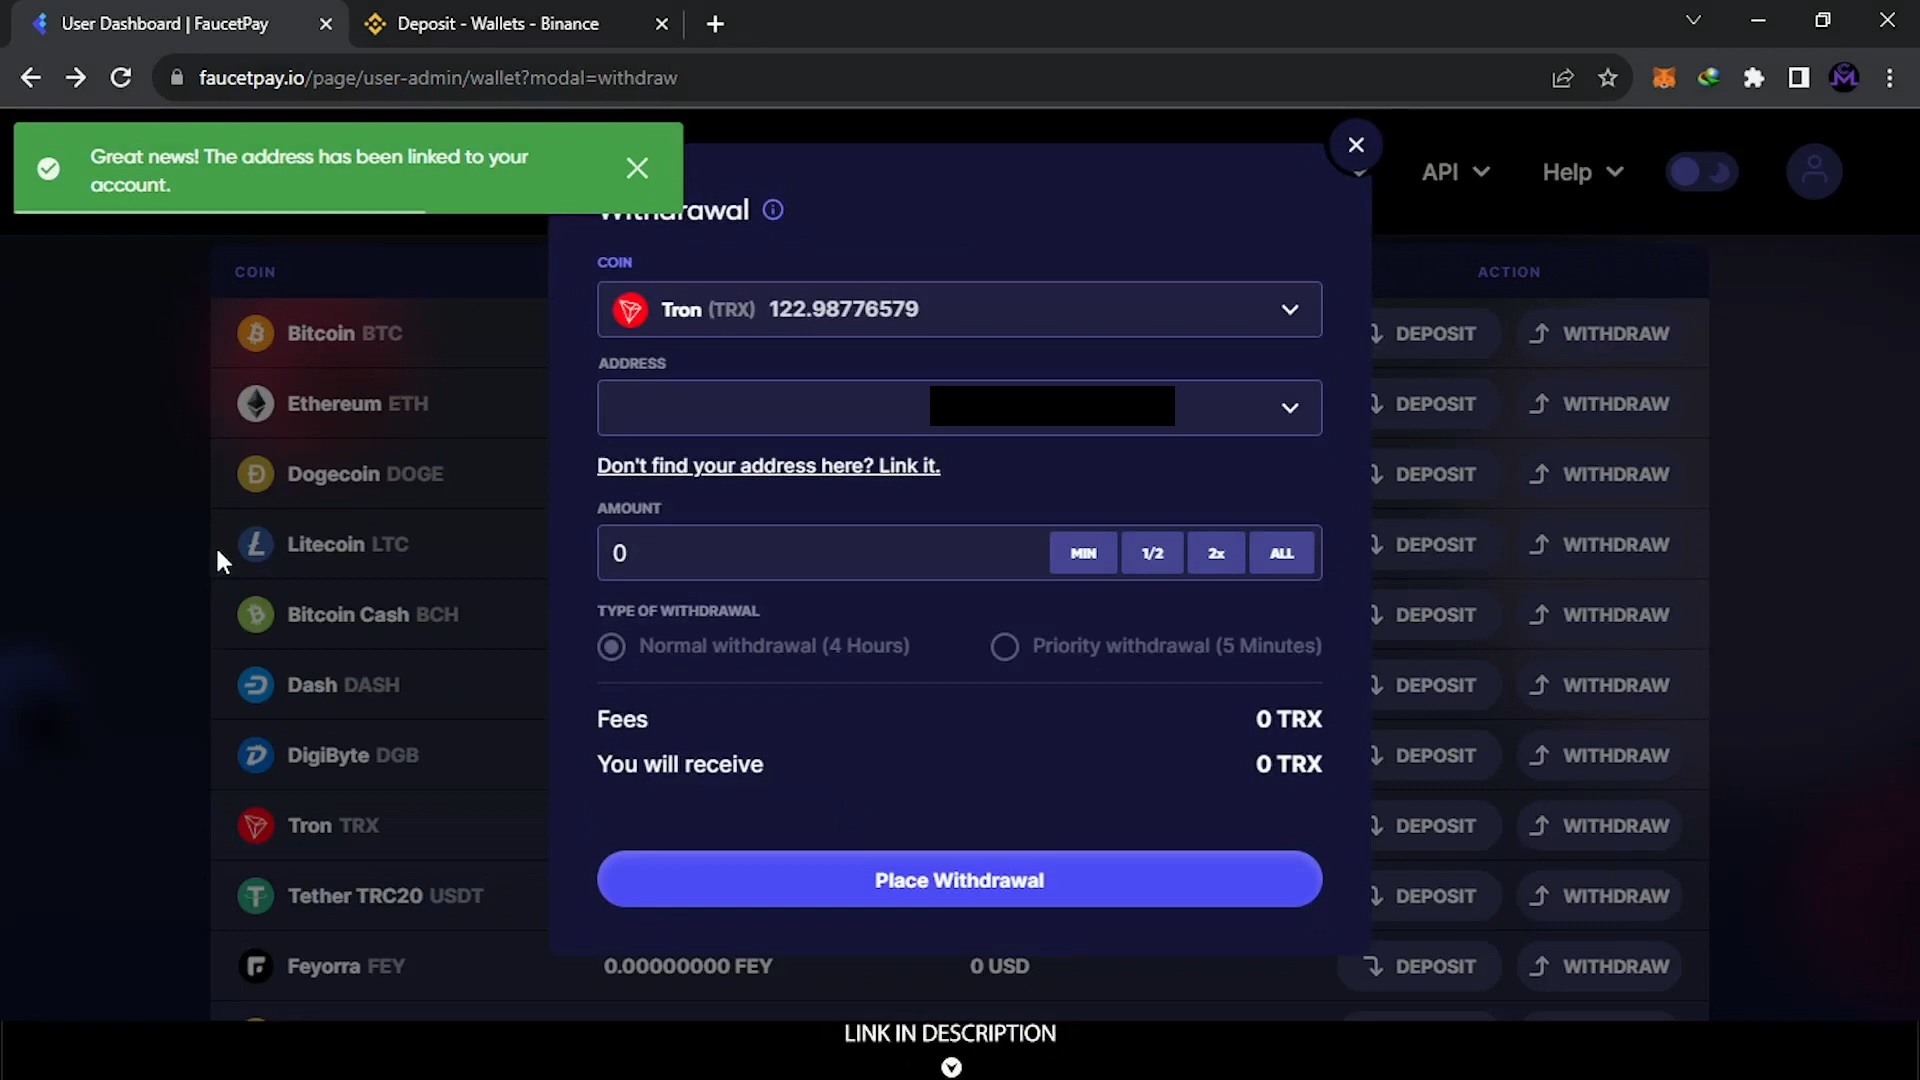 User Dashboard | FaucetPay
Deposit - Wallets - Binance
faucetpay.io/page/user-admin/wallet?modal=withdraw
Great news! The address has been linked to your
account.
API
Help
Withdrawal
COIN
ACTION
COIN
Tron (TRX) 122.98776579
ADDRESS
Don't find your address here? Link it.
AMOUNT
0
MIN
1/2
2x
ALL
TYPE OF WITHDRAWAL
Normal withdrawal (4 Hours)
Priority withdrawal (5 Minutes)
Fees
0 TRX
You will receive
0 TRX
Place Withdrawal
Bitcoin BTC
DEPOSIT
WITHDRAW
Ethereum ETH
DEPOSIT
WITHDRAW
Dogecoin DOGE
DEPOSIT
WITHDRAW
Litecoin LTC
DEPOSIT
WITHDRAW
Bitcoin Cash BCH
DEPOSIT
WITHDRAW
Dash DASH
DEPOSIT
WITHDRAW
DigiByte DGB
DEPOSIT
WITHDRAW
Tron TRX
DEPOSIT
WITHDRAW
Tether TRC20 USDT
DEPOSIT
WITHDRAW
Feyorra FEY
0.00000000 FEY
0 USD
DEPOSIT
WITHDRAW
LINK IN DESCRIPTION